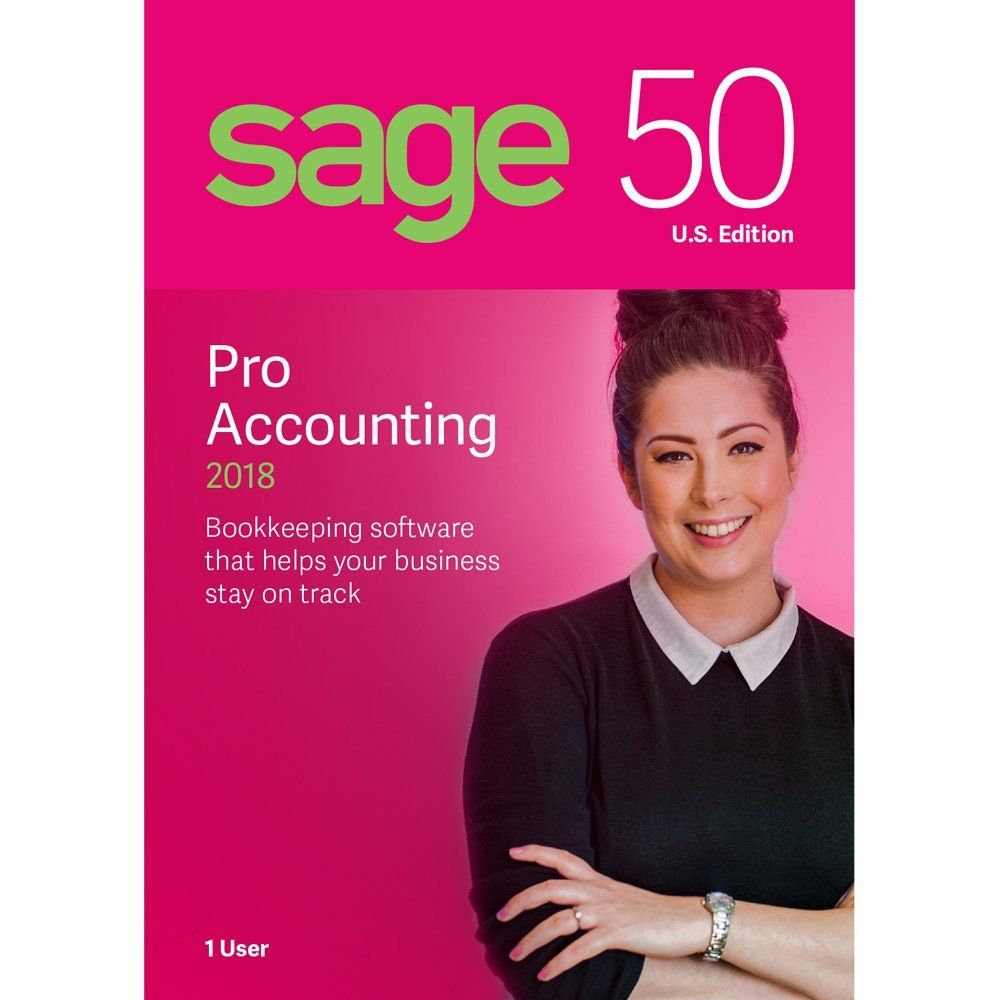 sage 50
U.S. Edition
Pro
Accounting
2018
Bookkeeping software
that helps your business
stay on track
1 User